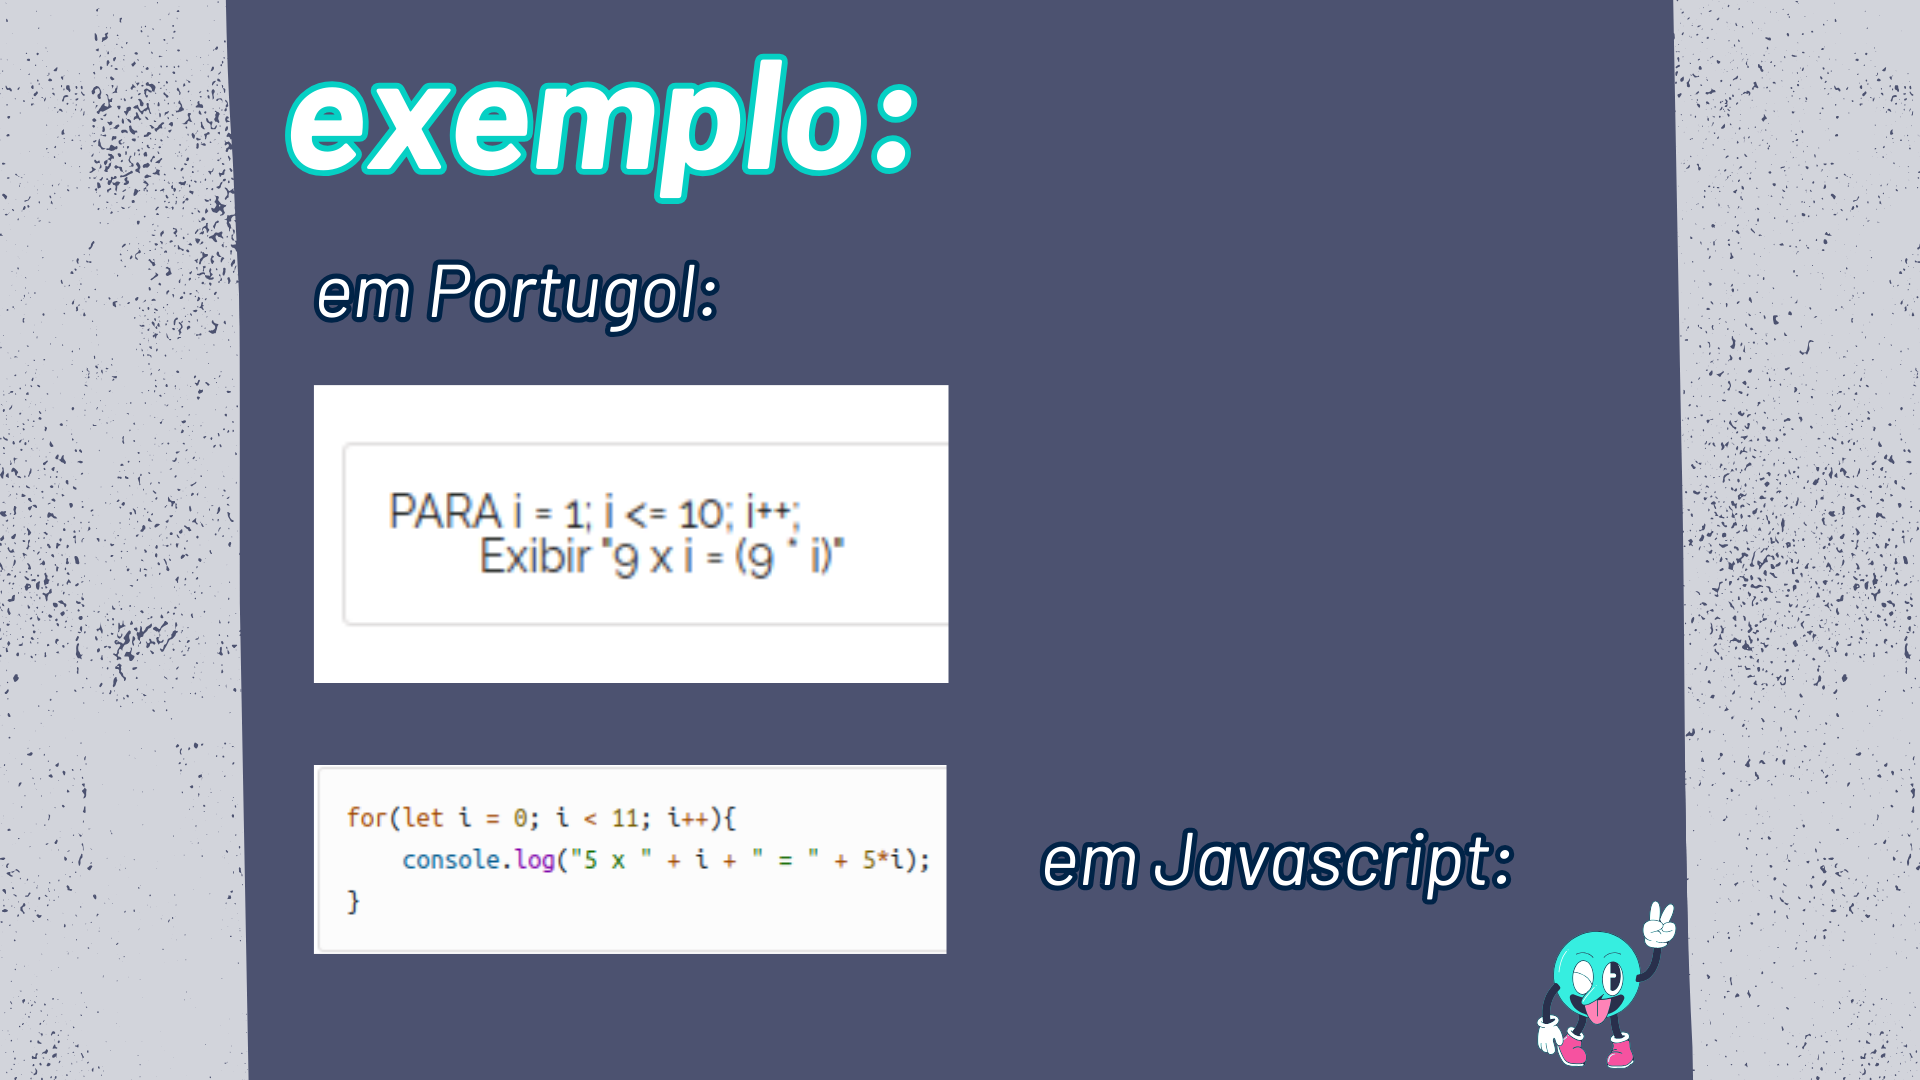 exemplo:
em Portugol:
PARA i = 1; i <= 10; i++;
Exibir "9 x i = (9 * i)"
for(let i = 0; i < 11; i++){
console.log("5 x " + i + " = " + 5*i);
}
em Javascript: